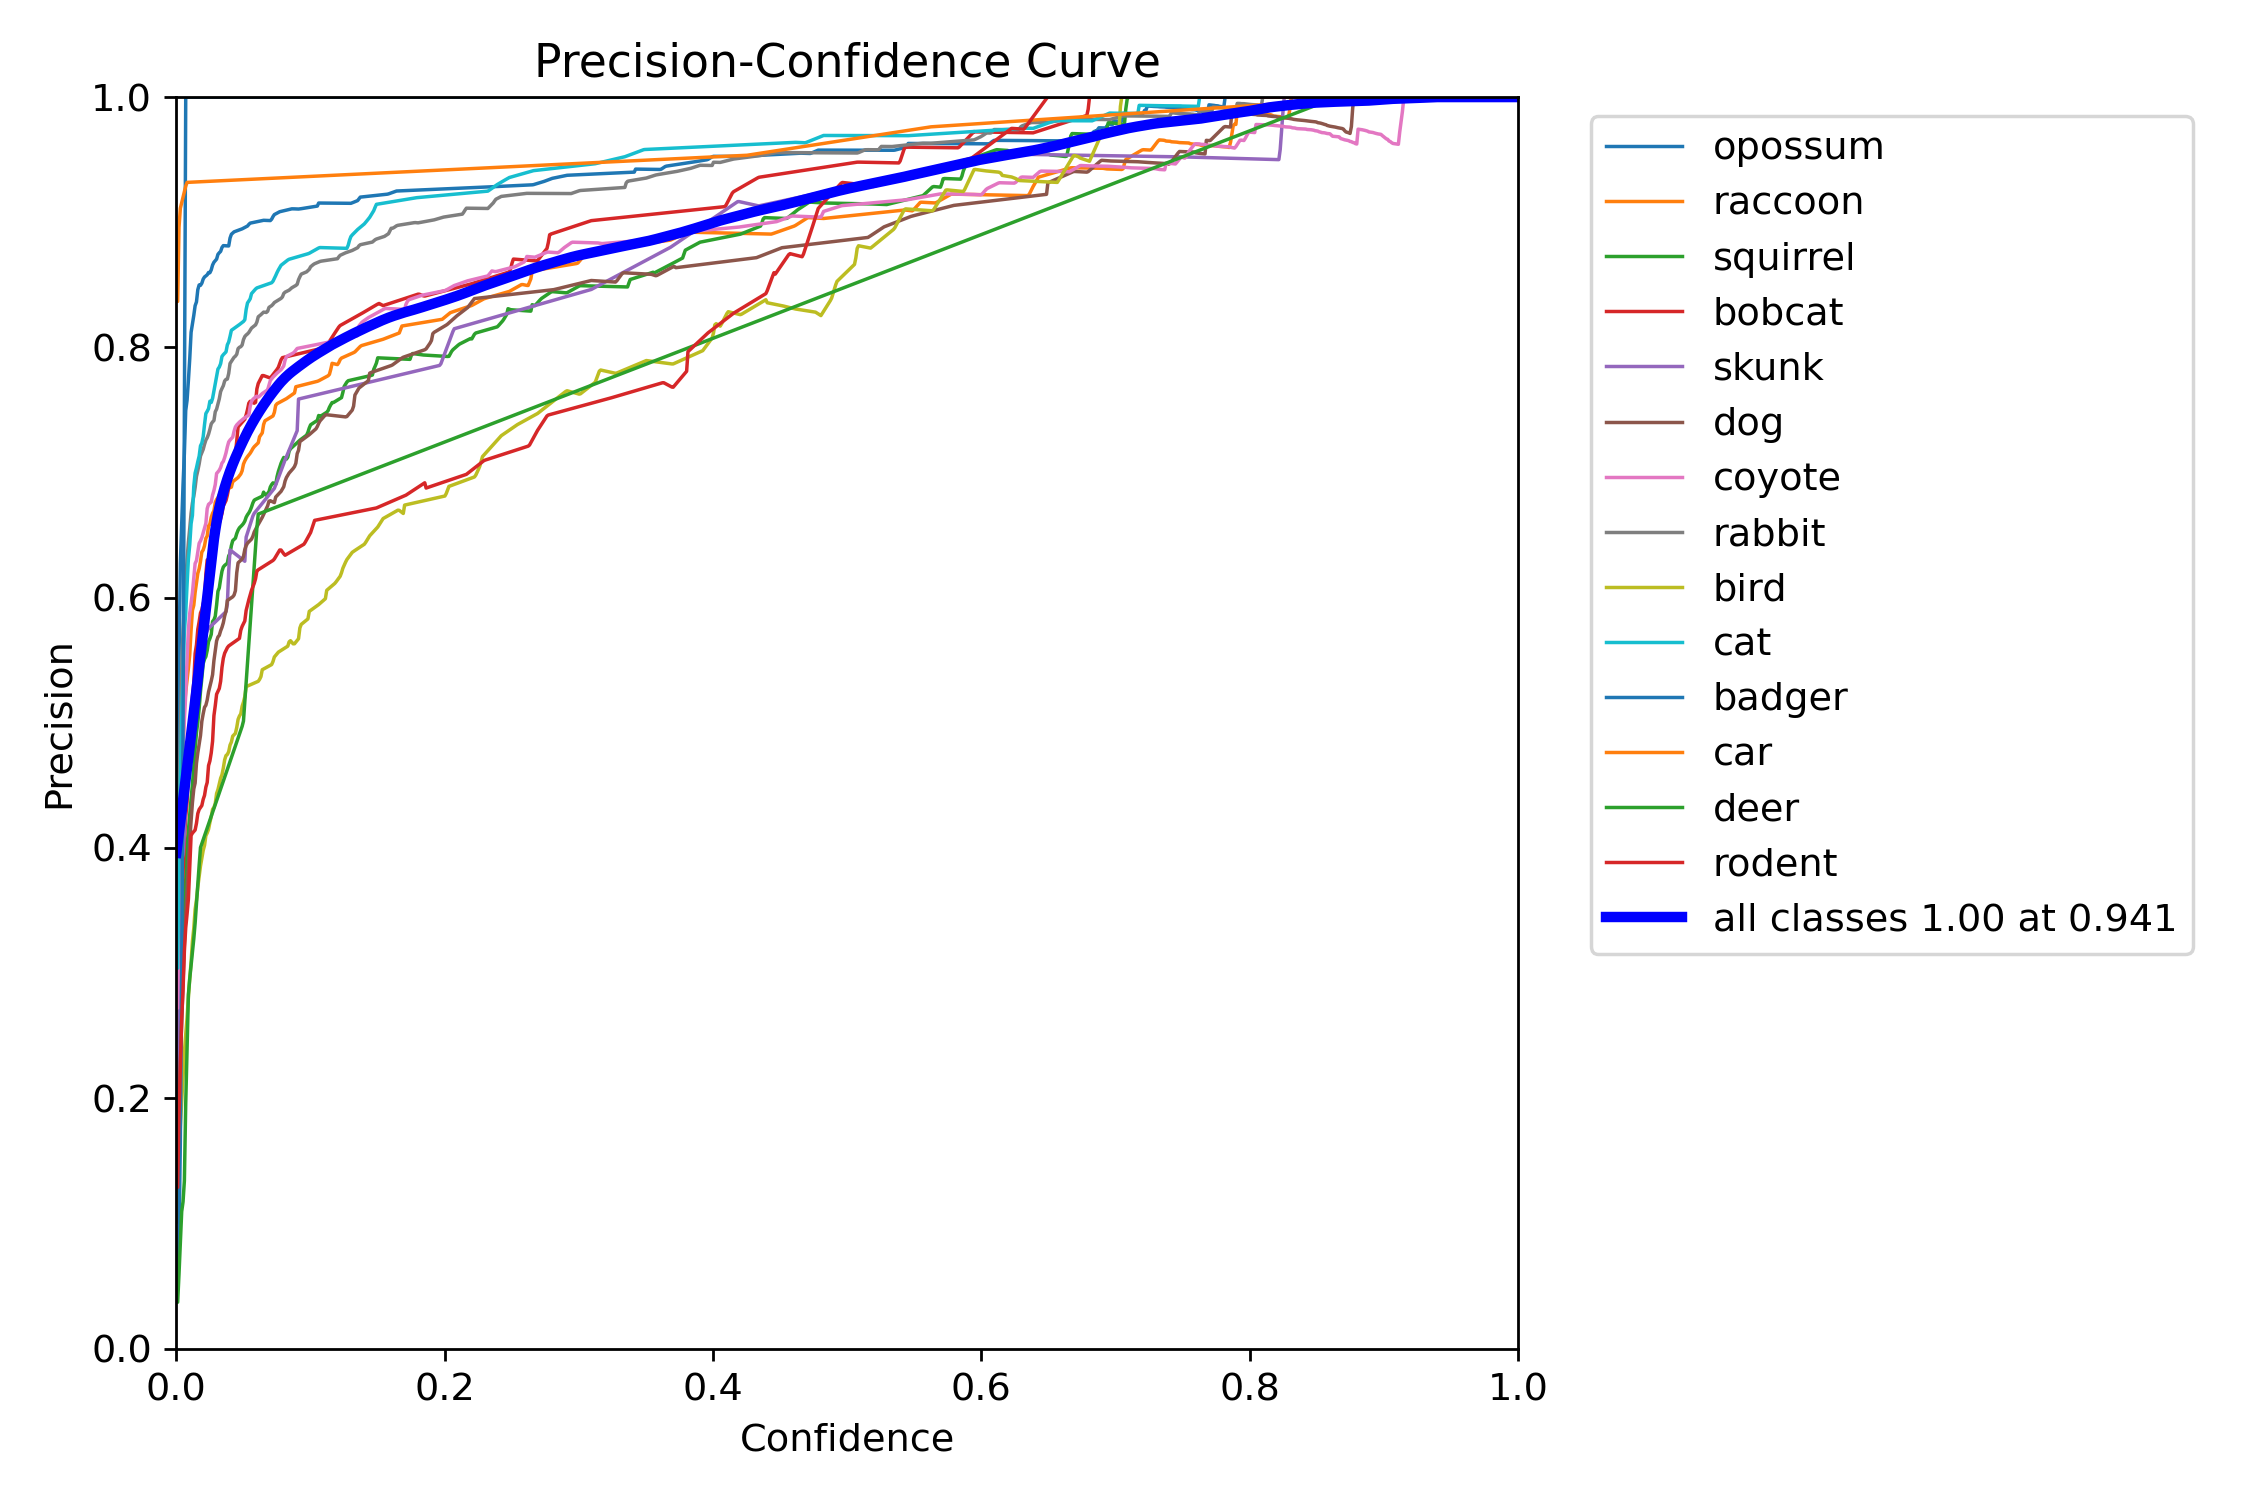 Precision-Confidence Curve
1.0
0.8
0.6
0.4
0.2
0.0
Precision
0.0 0.2 0.4 0.6 0.8 1.0
Confidence
opossum
raccoon
squirrel
bobcat
skunk
dog
coyote
rabbit
bird
cat
badger
car
deer
rodent
all classes 1.00 at 0.941